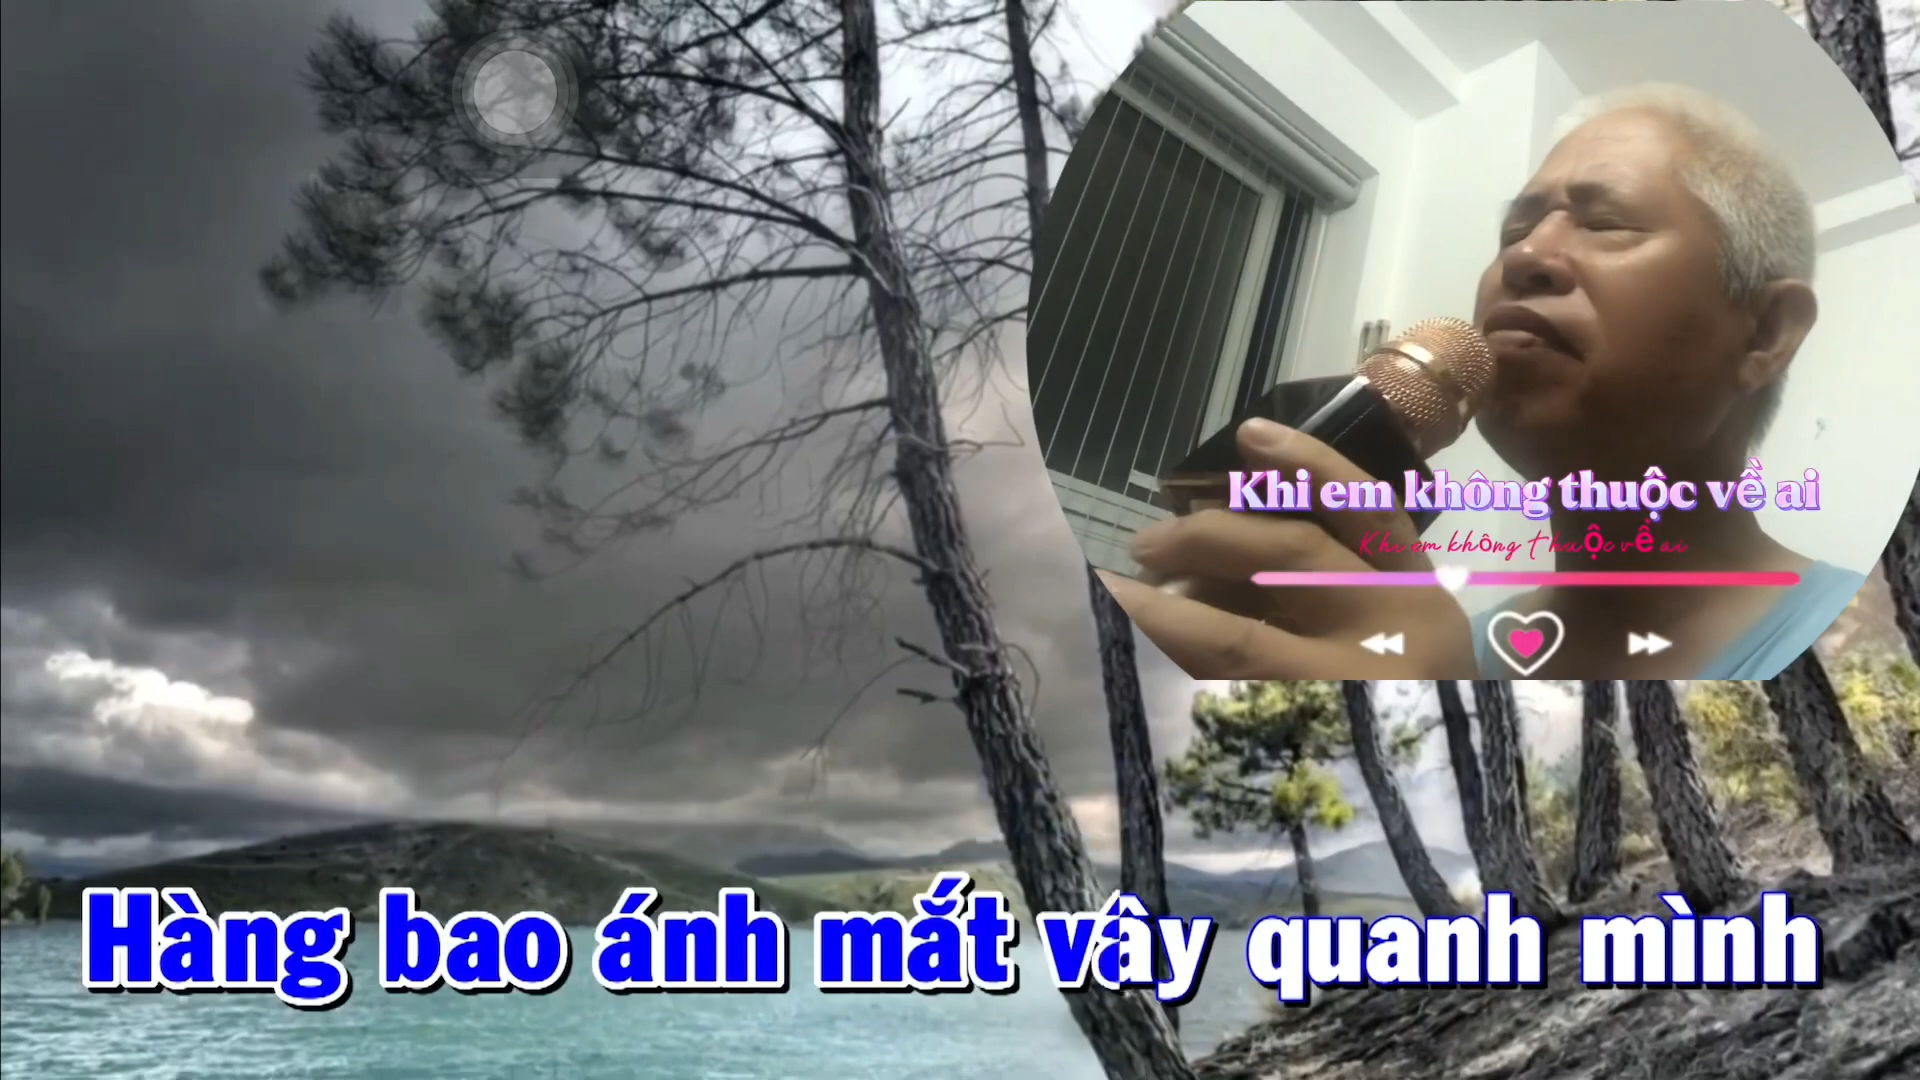 Khi em không thuộc về ai
Khi em không thuộc về ai
Hàng bao ánh mắt vây quanh mình